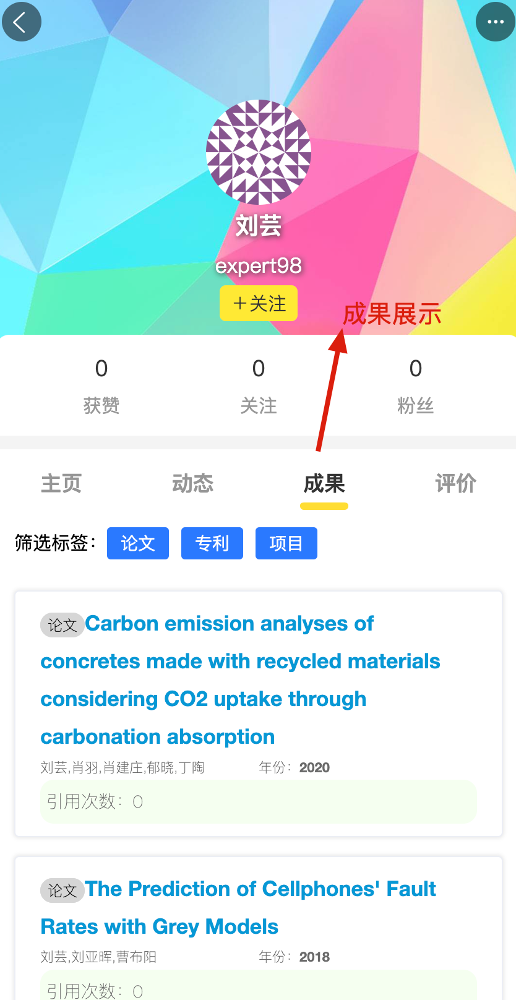 刘芸
expert98
＋关注
成果展示
0 0 0
获赞 关注 粉丝
主页 动态 成果 评价
筛选标签： 论文 专利 项目
论文 Carbon emission analyses of
concretes made with recycled materials
considering CO2 uptake through
carbonation absorption
刘芸,肖羽,肖建庄,郁晓,丁陶 年份：2020
引用次数：0
论文 The Prediction of Cellphones' Fault
Rates with Grey Models
刘芸,刘亚晖,曹布阳 年份：2018
引用次数：0